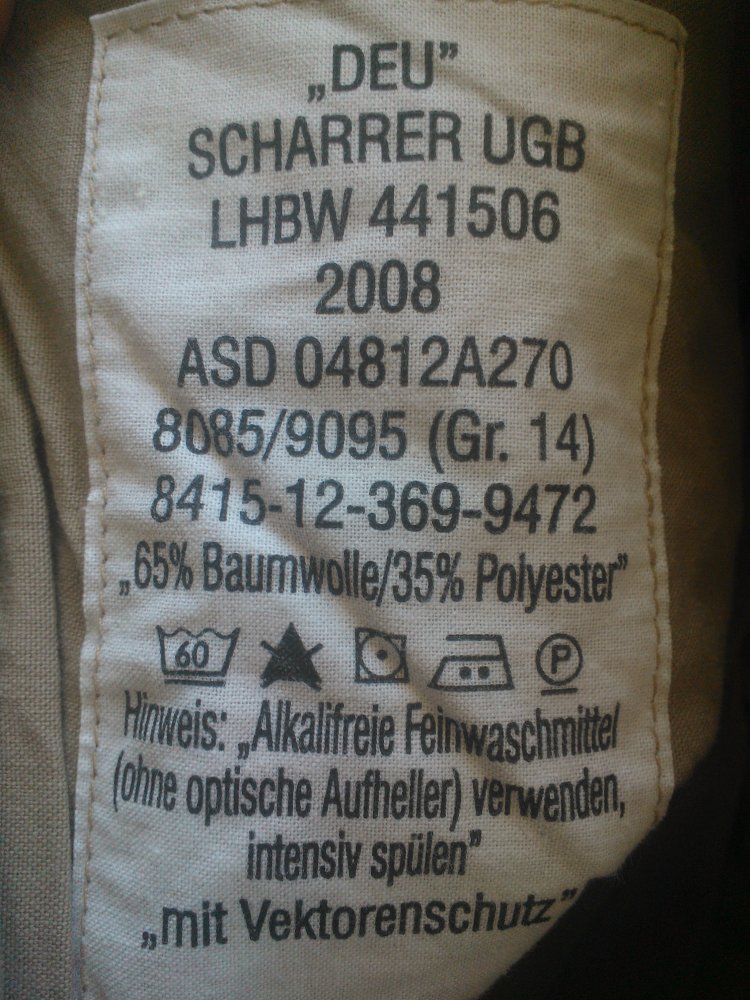 „DEU”
SCHARRER UGB
LHBW 441506
2008
ASD 04812A270
8085/9095 (Gr. 14)
8415-12-369-9472
„65% Baumwolle/35% Polyester”
60 P
Hinweis: „Alkalifreie Feinwaschmittel
(ohne optische Aufheller) verwenden,
intensiv spülen”
„mit Vektorenschutz”